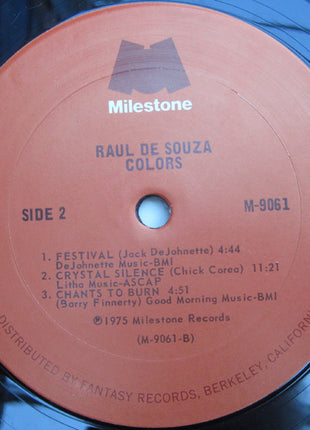 Milestone
RAUL DE SOUZA
COLORS
SIDE 2
M-9061
1. FESTIVAL (Jack DeJohnette) 4:44
DeJohnette Music-BMI
2. CRYSTAL SILENCE (Chick Corea) 11:21
Litha Music-ASCAP
3. CHANTS TO BURN 4:51
(Barry Finnerty) Good Morning Music-BMI
℗1975 Milestone Records
(M-9061-B)
DISTRIBUTED BY FANTASY RECORDS, BERKELEY, CALIFORNIA